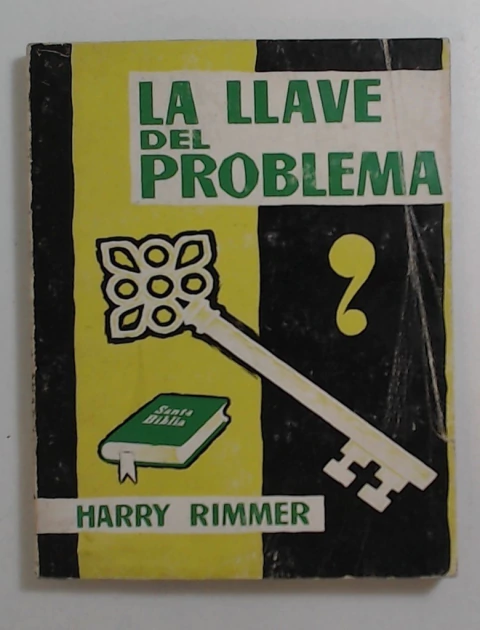 LA LLAVE
DEL
PROBLEMA
?
Santa
Biblia
HARRY RIMMER